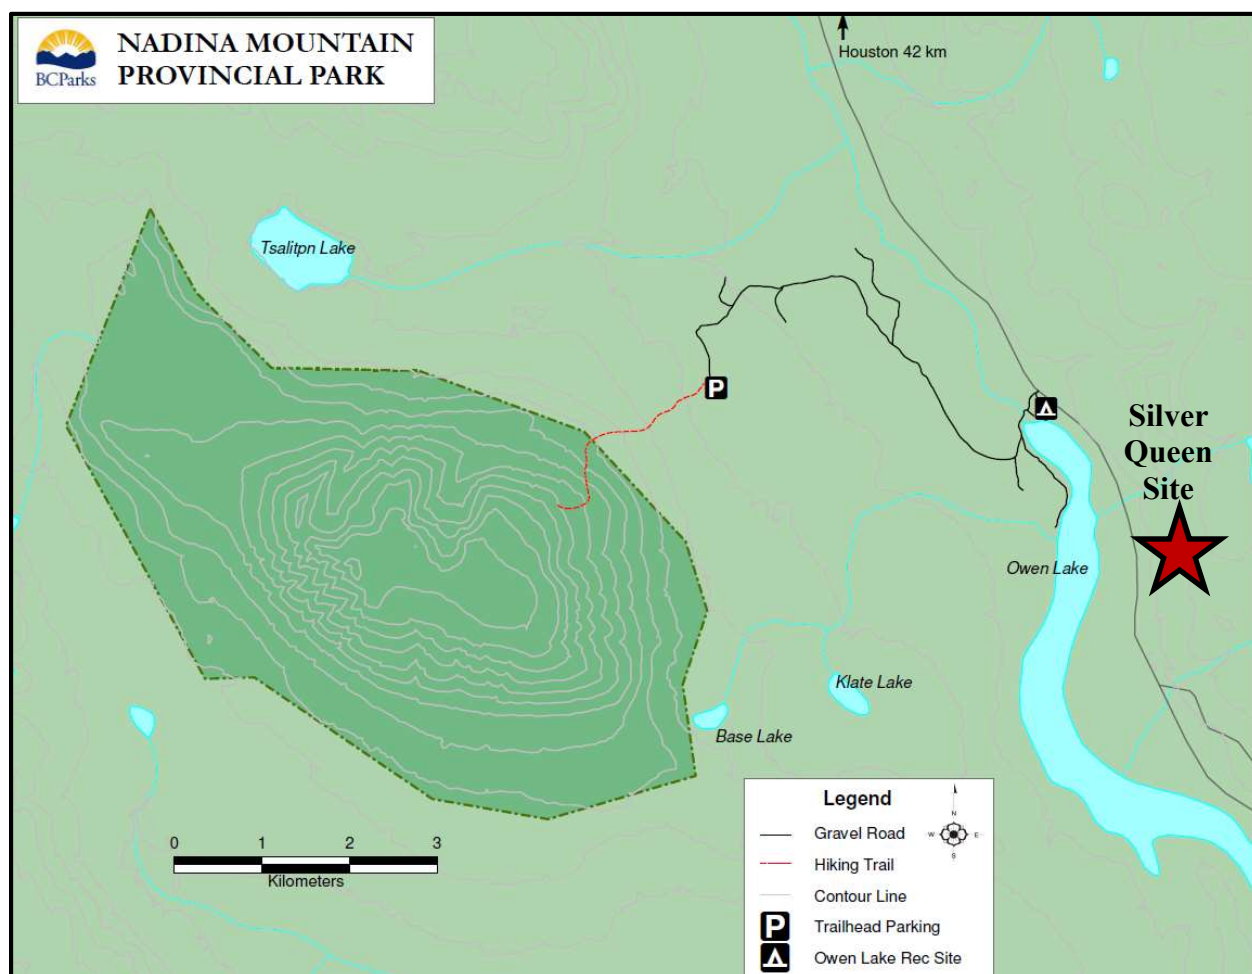 NADINA MOUNTAIN
PROVINCIAL PARK
BCParks
Houston 42 km
Tsalitpn Lake
P
Silver
Queen
Site
Owen Lake
Klate Lake
Base Lake
0 1 2 3
Kilometers
Legend
N
W E
S
Gravel Road
Hiking Trail
Contour Line
P Trailhead Parking
Owen Lake Rec Site